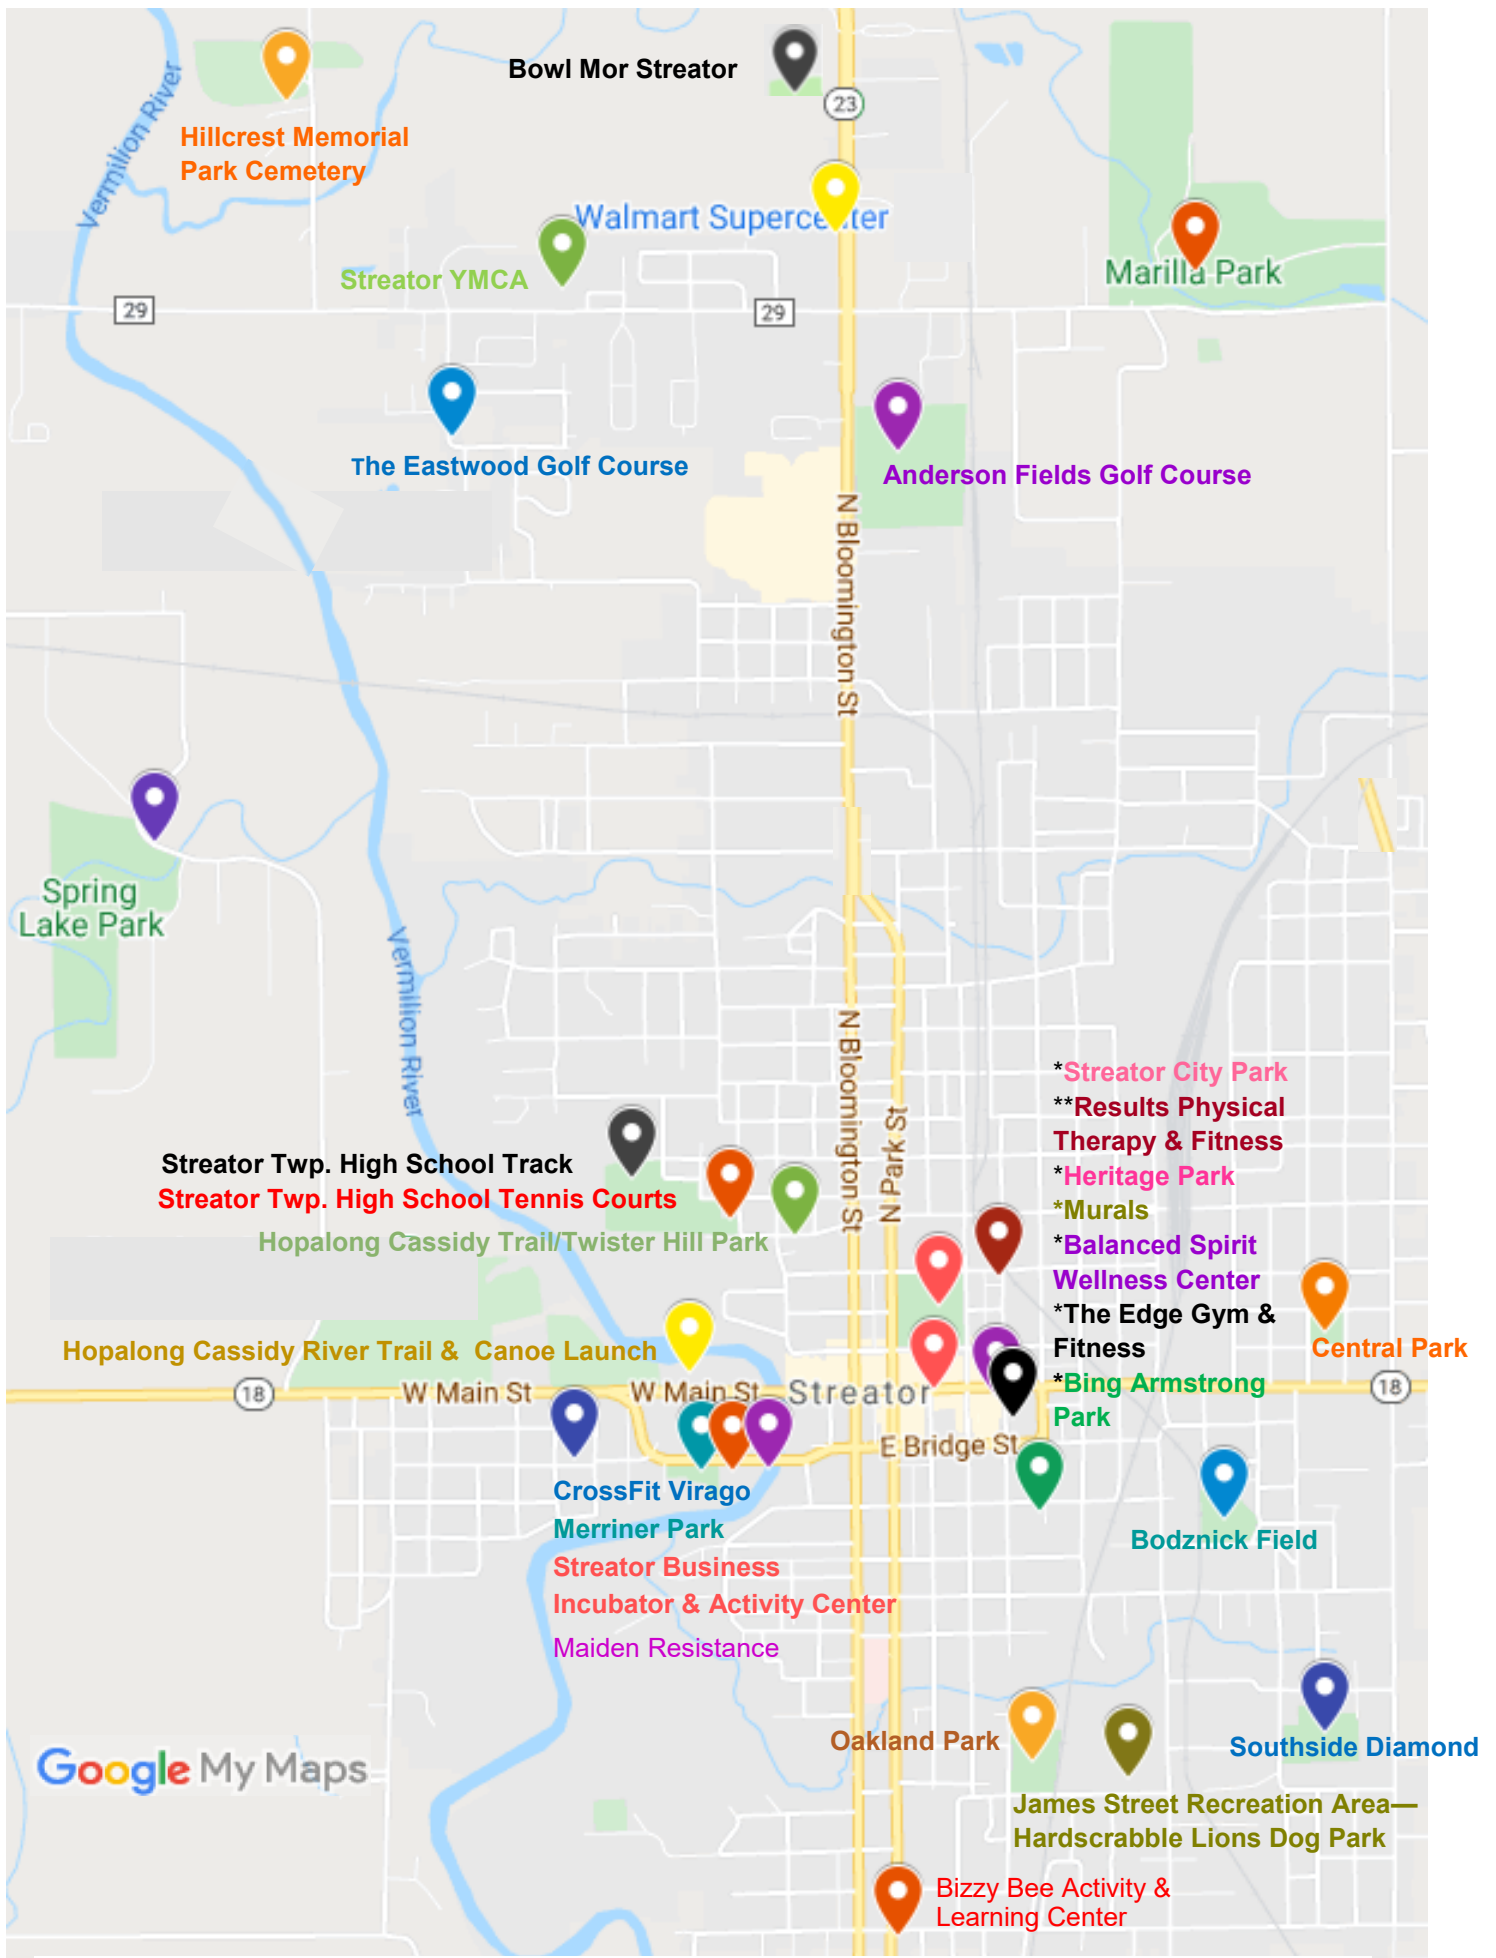 Bowl Mor Streator
23
Vermilion River
Hillcrest Memorial
Park Cemetery
Walmart Supercenter
Streator YMCA
Marilla Park
29
29
The Eastwood Golf Course
Anderson Fields Golf Course
N Bloomington St
Spring
Lake Park
Vermilion River
N Bloomington St
N Park St
*Streator City Park
**Results Physical
Therapy & Fitness
*Heritage Park
*Murals
*Balanced Spirit
Wellness Center
*The Edge Gym &
Fitness
*Bing Armstrong
Park
Streator Twp. High School Track
Streator Twp. High School Tennis Courts
Hopalong Cassidy Trail/Twister Hill Park
Hopalong Cassidy River Trail & Canoe Launch
Central Park
18
W Main St
W Main St
Streator
18
E Bridge St
CrossFit Virago
Merriner Park
Streator Business
Incubator & Activity Center
Maiden Resistance
Bodznick Field
Oakland Park
Southside Diamond
Google My Maps
James Street Recreation Area—
Hardscrabble Lions Dog Park
Bizzy Bee Activity &
Learning Center